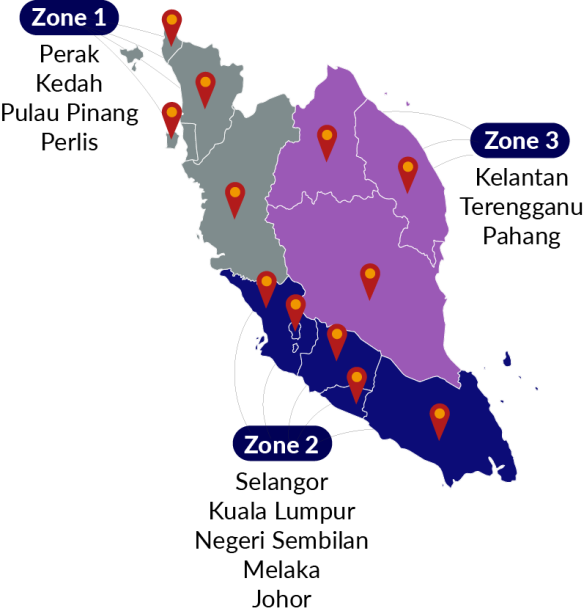 Zone 1
Perak
Kedah
Pulau Pinang
Perlis
Zone 3
Kelantan
Terengganu
Pahang
Zone 2
Selangor
Kuala Lumpur
Negeri Sembilan
Melaka
Johor